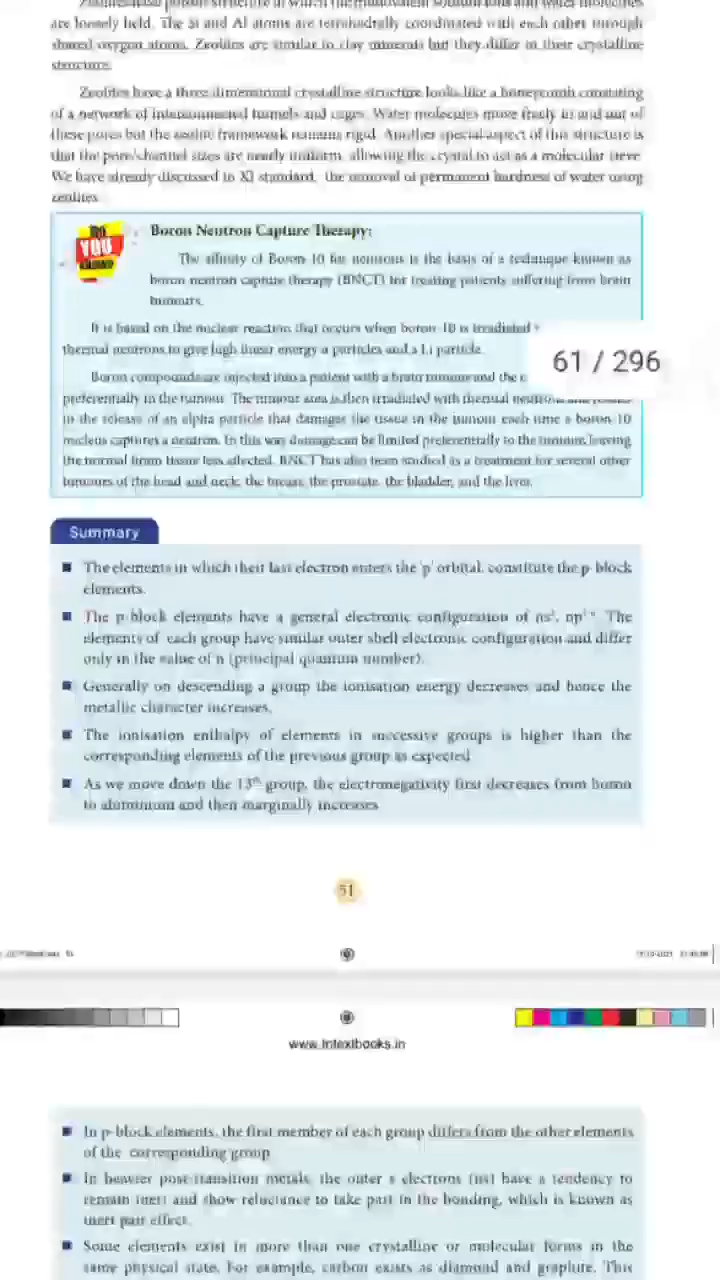 are loosely held. The Si and Al atoms are tetrahedrally coordinated with each other through
shared oxygen atoms. Zeolites are similar to clay minerals but they differ in their crystalline
structure.
Zeolites have a three dimensional crystalline structure looks like a honeycomb consisting
of a network of interconnected tunnels and cages. Water molecules move freely in and out of
these pores but the zeolite framework remains rigid. Another special aspect of this structure is
that the pore/channel sizes are nearly uniform, allowing the crystal to act as a molecular sieve.
We have already discussed in XI standard, the removal of permanent hardness of water using
zeolites.
DO
YOU
KNOW
Boron Neutron Capture Therapy:
The affinity of Boron-10 for neutrons is the basis of a technique known as
boron neutron capture therapy (BNCT) for treating patients suffering from brain
tumours.
It is based on the nuclear reaction that occurs when boron-10 is irradiated
thermal neutrons to give high linear energy α particles and a Li particle.
61 / 296
Boron compounds are injected into a patient with a brain tumour and the
preferentially in the tumour. The tumour area is then irradiated with thermal
in the release of an alpha particle that damages the tissue in the tumour each time a boron-10
nucleus captures a neutron. In this way damage can be limited preferentially to the tumour, leaving
the normal brain tissue less affected. BNCT has also been studied as a treatment for several other
tumours of the head and neck, the breast, the prostate, the bladder, and the liver.
Summary
■ The elements in which their last electron enters the 'p' orbital, constitute the p-block
elements.
■ The p-block elements have a general electronic configuration of ns², np¹⁻⁶. The
elements of each group have similar outer shell electronic configuration and differ
only in the value of n (principal quantum number).
■ Generally on descending a group the ionisation energy decreases and hence the
metallic character increases.
■ The ionisation enthalpy of elements in successive groups is higher than the
corresponding elements of the previous group as expected.
■ As we move down the 13th group, the electronegativity first decreases from boron
to aluminium and then marginally increases
51
www.tntextbooks.in
■ In p-block elements, the first member of each group differs from the other elements
of the corresponding group
■ In heavier post-transition metals, the outer s electrons (ns) have a tendency to
remain inert and show reluctance to take part in the bonding, which is known as
inert pair effect.
■ Some elements exist in more than one crystalline or molecular forms in the
same physical state. For example, carbon exists as diamond and graphite. This